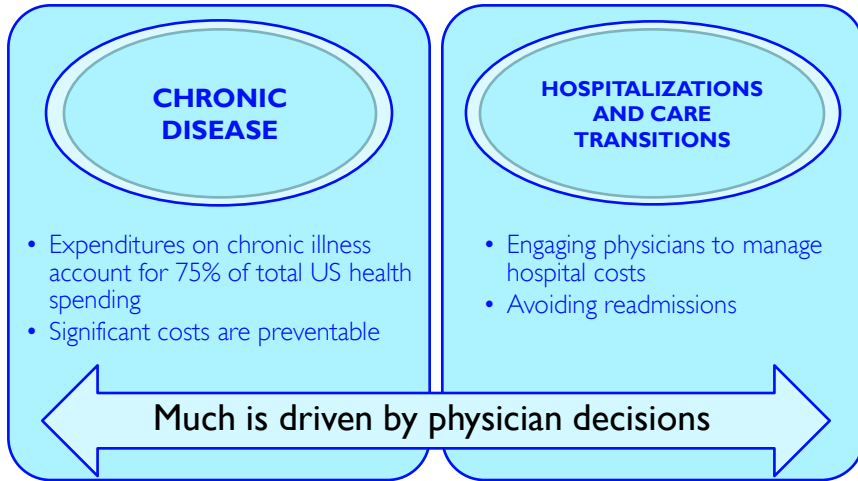 CHRONIC
DISEASE
• Expenditures on chronic illness
account for 75% of total US health
spending
• Significant costs are preventable
HOSPITALIZATIONS
AND CARE
TRANSITIONS
• Engaging physicians to manage
hospital costs
• Avoiding readmissions
Much is driven by physician decisions